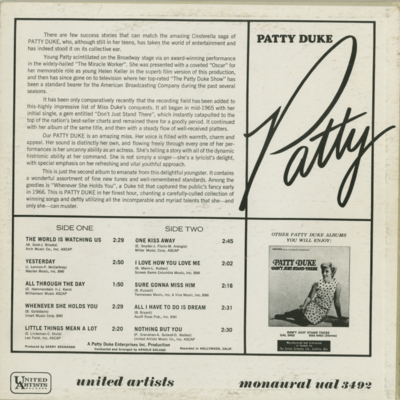 There are few success stories that can match the amazing Cinderella saga of
PATTY DUKE, who, although still in her teens, has taken the world of entertainment and
has indeed stood it on its collective ear.
Young Patty scintillated on the Broadway stage via an award-winning performance
in the widely-hailed "The Miracle Worker". She was presented with a coveted "Oscar" for
her memorable role as young Helen Keller in the superb film version of this production,
and then has since gone on to television where her top-rated "The Patty Duke Show" has
been a standard bearer for the American Broadcasting Company during the past several
seasons.
It has been only comparatively recently that the recording field has been added to
this highly impressive list of Miss Duke's conquests. It all began in mid-1965 with her
initial single, a gem entitled "Don't Just Stand There", which instantly catapulted to the
top of the nation's best-seller charts and remained there for a goodly period. It continued
with her album of the same title, and then with a steady flow of well-received platters.
Our PATTY DUKE is an amazing miss. Her voice is filled with warmth, charm and
appeal. Her sound is distinctly her own, and flowing freely through every one of her per-
formances is her uncanny ability as an actress. She's telling a story with all of the dynamic
histrionic ability at her command. She is not simply a singer—she's a lyricist's delight,
with special emphasis on her refreshing and vital youthful approach.
This is just the second album to emanate from this delightful youngster. It contains
a wonderful assortment of fine new tunes and well-remembered standards. Among the
goodies is "Whenever She Holds You", a Duke hit that captured the public's fancy early
in 1966. This is PATTY DUKE in her finest hour, chanting a carefully-culled collection of
winning songs and deftly utilizing all the incomparable and myriad talents that she—and
only she—can muster.
PATTY DUKE
Patty
SIDE ONE
THE WORLD IS WATCHING US 2:29
YESTERDAY 2:50
ALL THROUGH THE DAY 1:50
WHENEVER SHE HOLDS YOU 2:29
LITTLE THINGS MEAN A LOT 2:20
SIDE TWO
ONE KISS AWAY 2:45
I LOVE HOW YOU LOVE ME 2:02
SURE GONNA MISS HIM 2:16
ALL I HAVE TO DO IS DREAM 2:31
NOTHING BUT YOU 2:30
A Patty Duke Enterprises Inc. Production
OTHER PATTY DUKE ALBUMS
YOU WILL ENJOY:
PATTY DUKE
DON'T JUST STAND THERE
UNITED
ARTISTS
united artists
monaural ual 3492